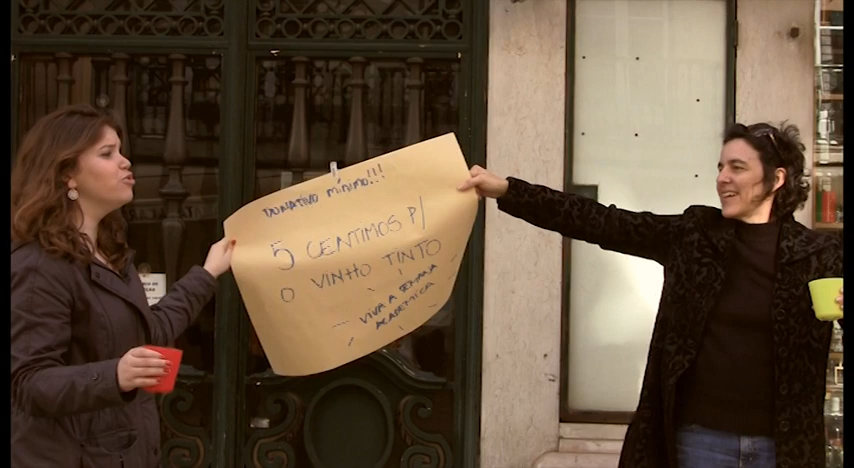 DONATIVO MÍNIMO!!!
5 CENTIMOS P/
O VINHO TINTO
VIVA A SEMANA
ACADÉMICA